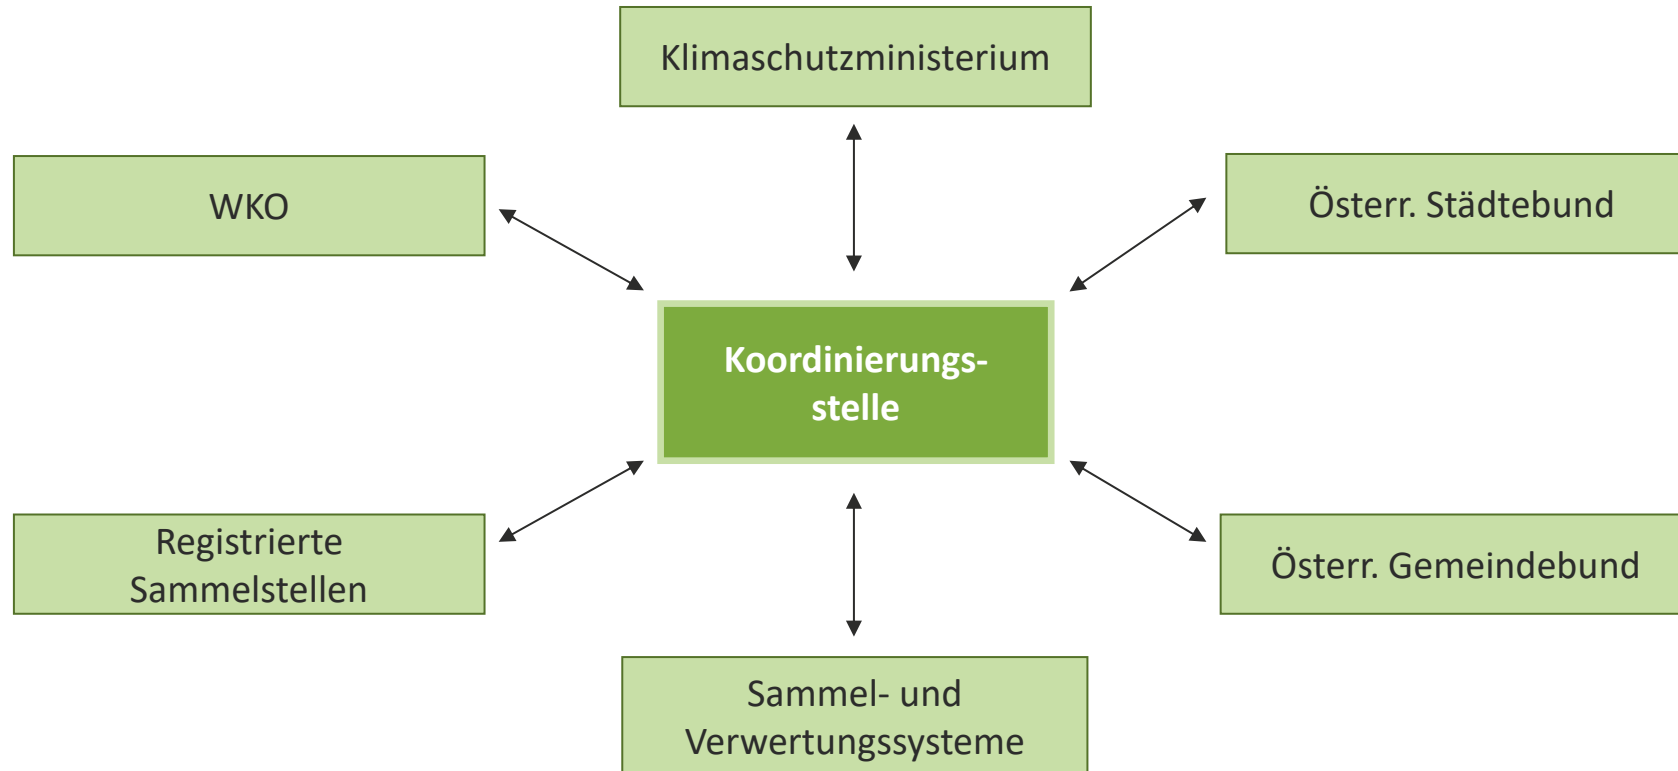 Klimaschutzministerium
WKO
Österr. Städtebund
Koordinierungs-
stelle
Registrierte
Sammelstellen
Österr. Gemeindebund
Sammel- und
Verwertungssysteme